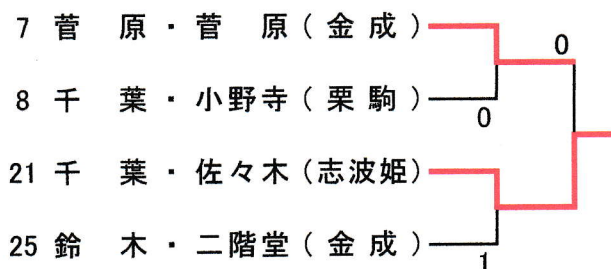 7 菅 原 ・ 菅 原 ( 金 成 )
0
8 千 葉 ・ 小野寺 ( 栗 駒 )
0
21 千 葉 ・ 佐々木 (志波姫)
25 鈴 木 ・ 二階堂 ( 金 成 )
1